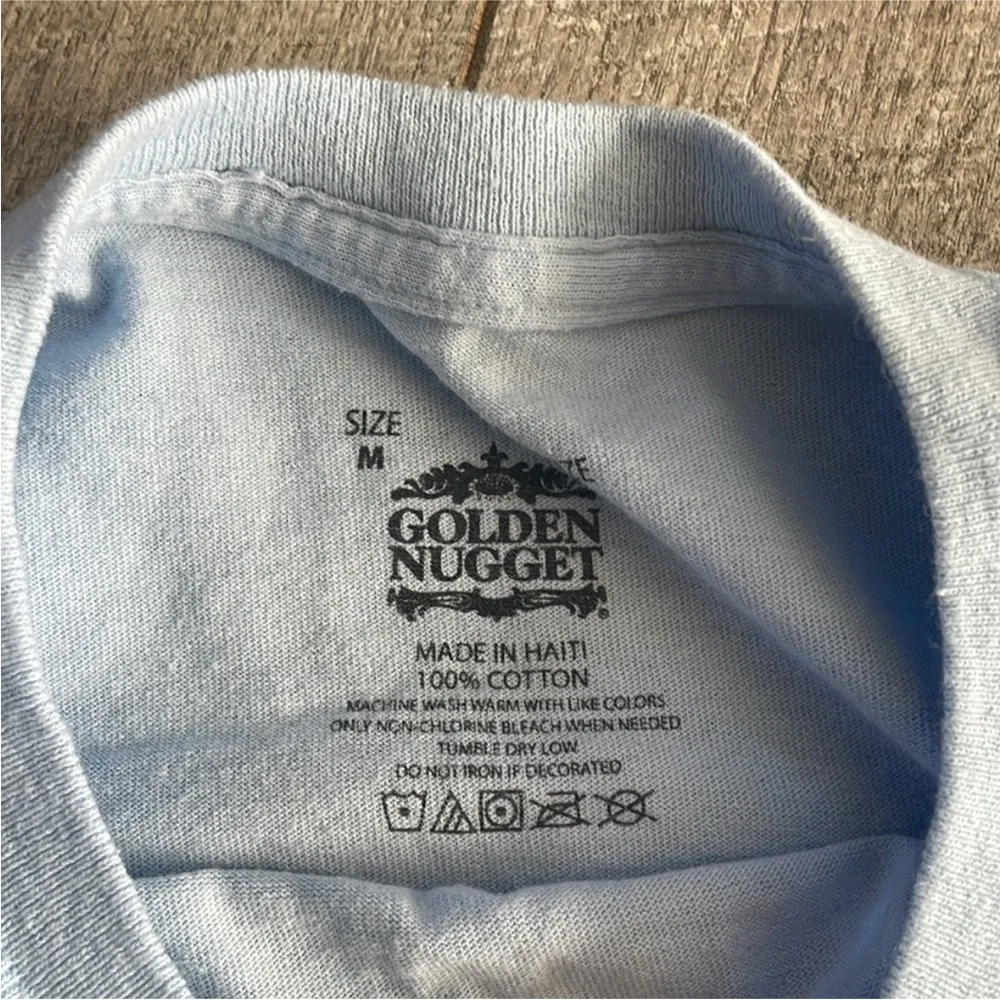 SIZE
M
ZE
GOLDEN
NUGGET
®
MADE IN HAITI
100% COTTON
MACHINE WASH WARM WITH LIKE COLORS
ONLY NON-CHLORINE BLEACH WHEN NEEDED
TUMBLE DRY LOW
DO NOT IRON IF DECORATED